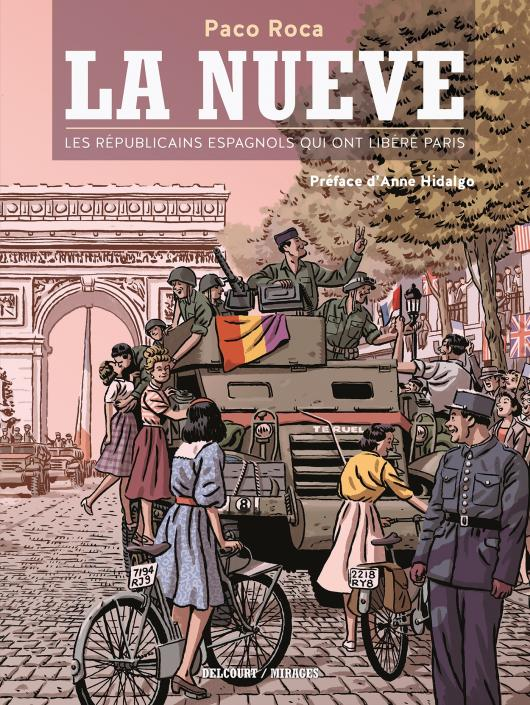 Paco Roca
LA NUEVE
LES RÉPUBLICAINS ESPAGNOLS QUI ONT LIBÉRÉ PARIS
Préface d'Anne Hidalgo
TERUEL
8
7194
RJ9
2218
RY8
DELCOURT / MIRAGES